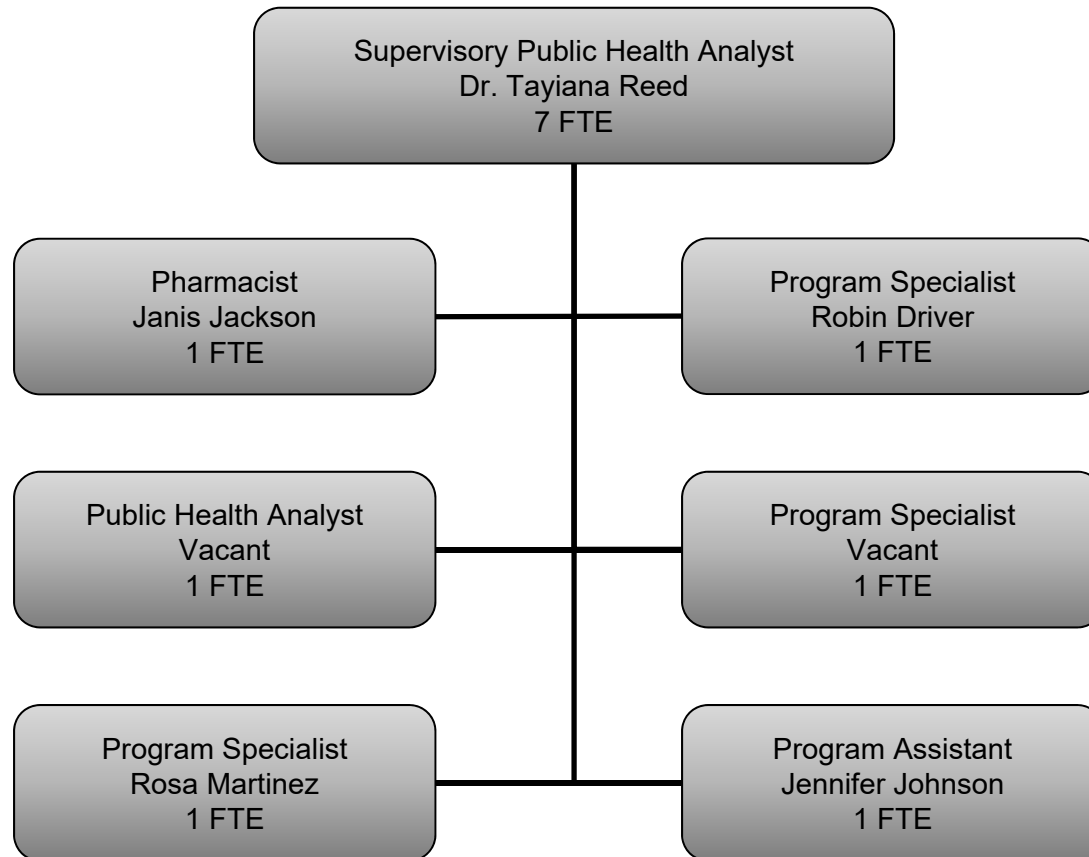 Supervisory Public Health Analyst
Dr. Tayiana Reed
7 FTE
Pharmacist
Janis Jackson
1 FTE
Program Specialist
Robin Driver
1 FTE
Public Health Analyst
Vacant
1 FTE
Program Specialist
Vacant
1 FTE
Program Specialist
Rosa Martinez
1 FTE
Program Assistant
Jennifer Johnson
1 FTE